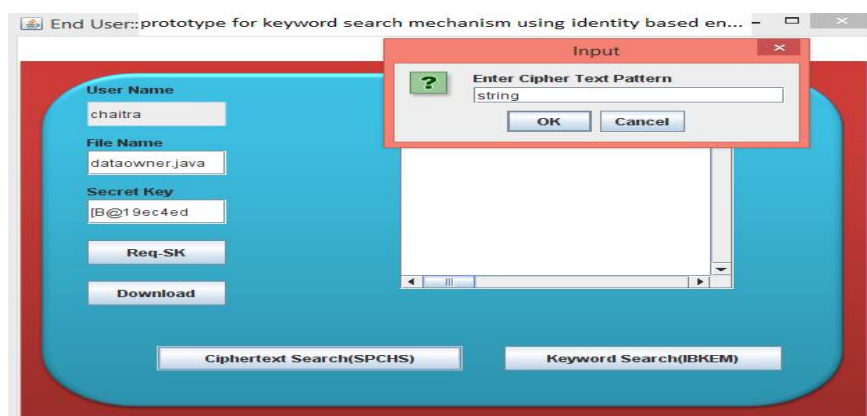 End User::prototype for keyword search mechanism using identity based en...
Input
Enter Cipher Text Pattern
string
OK Cancel
User Name
chaitra
File Name
dataowner.java
Secret Key
[B@19ec4ed
Req-SK
Download
Ciphertext Search(SPCHS) Keyword Search(IBKEM)